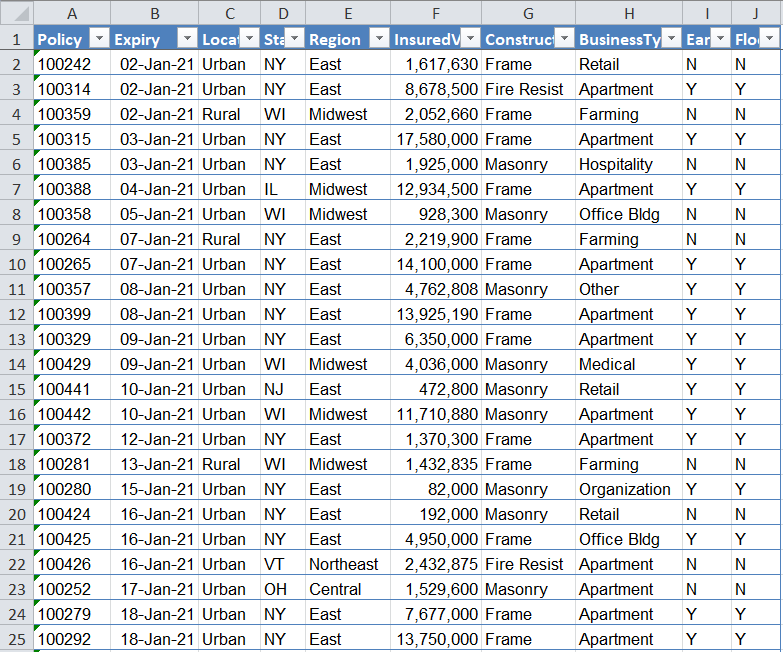 A B C D E F G H I J
1 Policy Expiry Locat Sta Region InsuredV Construct BusinessTy Ear Floo
2 100242 02-Jan-21 Urban NY East 1,617,630 Frame Retail N N
3 100314 02-Jan-21 Urban NY East 8,678,500 Fire Resist Apartment Y Y
4 100359 02-Jan-21 Rural WI Midwest 2,052,660 Frame Farming N N
5 100315 03-Jan-21 Urban NY East 17,580,000 Frame Apartment Y Y
6 100385 03-Jan-21 Urban NY East 1,925,000 Masonry Hospitality N N
7 100388 04-Jan-21 Urban IL Midwest 12,934,500 Frame Apartment Y Y
8 100358 05-Jan-21 Urban WI Midwest 928,300 Masonry Office Bldg N N
9 100264 07-Jan-21 Rural NY East 2,219,900 Frame Farming N N
10 100265 07-Jan-21 Urban NY East 14,100,000 Frame Apartment Y Y
11 100357 08-Jan-21 Urban NY East 4,762,808 Masonry Other Y Y
12 100399 08-Jan-21 Urban NY East 13,925,190 Frame Apartment Y Y
13 100329 09-Jan-21 Urban NY East 6,350,000 Frame Apartment Y Y
14 100429 09-Jan-21 Urban WI Midwest 4,036,000 Masonry Medical Y Y
15 100441 10-Jan-21 Urban NJ East 472,800 Masonry Retail Y Y
16 100442 10-Jan-21 Urban WI Midwest 11,710,880 Masonry Apartment Y Y
17 100372 12-Jan-21 Urban NY East 1,370,300 Frame Apartment Y Y
18 100281 13-Jan-21 Rural WI Midwest 1,432,835 Frame Farming N N
19 100280 15-Jan-21 Urban NY East 82,000 Masonry Organization Y Y
20 100424 16-Jan-21 Urban NY East 192,000 Masonry Retail N N
21 100425 16-Jan-21 Urban NY East 4,950,000 Frame Office Bldg Y Y
22 100426 16-Jan-21 Urban VT Northeast 2,432,875 Fire Resist Apartment N N
23 100252 17-Jan-21 Urban OH Central 1,529,600 Masonry Apartment N N
24 100279 18-Jan-21 Urban NY East 7,677,000 Frame Apartment Y Y
25 100292 18-Jan-21 Urban NY East 13,750,000 Frame Apartment Y Y